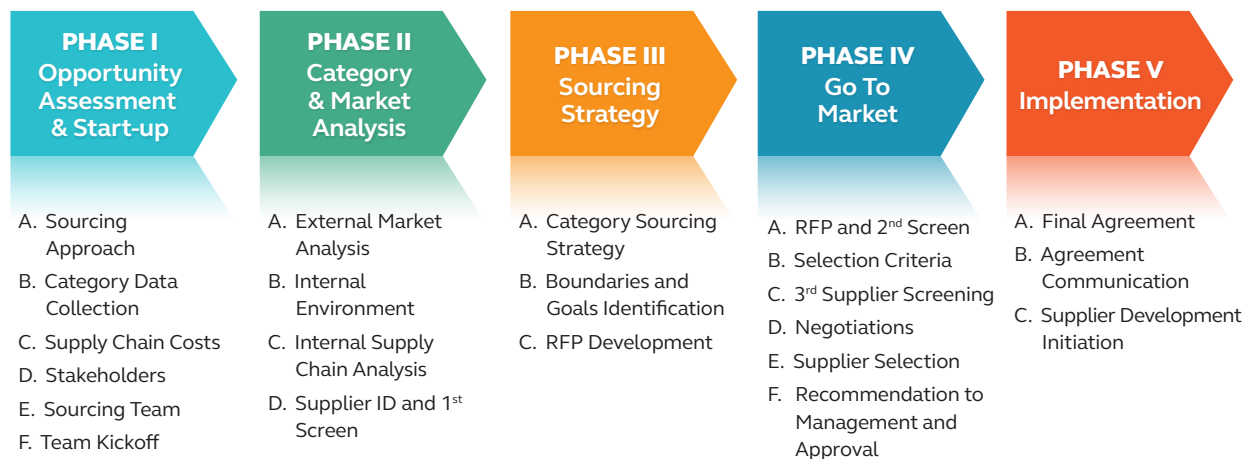 PHASE I
Opportunity
Assessment
& Start-up
A. Sourcing
Approach
B. Category Data
Collection
C. Supply Chain Costs
D. Stakeholders
E. Sourcing Team
F. Team Kickoff
PHASE II
Category
& Market
Analysis
A. External Market
Analysis
B. Internal
Environment
C. Internal Supply
Chain Analysis
D. Supplier ID and 1st
Screen
PHASE III
Sourcing
Strategy
A. Category Sourcing
Strategy
B. Boundaries and
Goals Identification
C. RFP Development
PHASE IV
Go To
Market
A. RFP and 2nd Screen
B. Selection Criteria
C. 3rd Supplier Screening
D. Negotiations
E. Supplier Selection
F. Recommendation to
Management and
Approval
PHASE V
Implementation
A. Final Agreement
B. Agreement
Communication
C. Supplier Development
Initiation